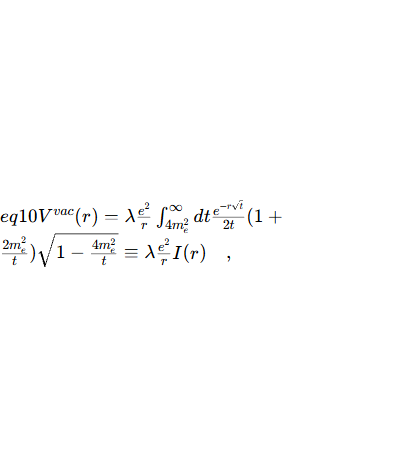 eq10V^{vac}(r) = λ\frac{e^2}{r} \int_{4m_e^2}^{∞} dt \frac{e^{-r\sqrt{t}}}{2t}(1 +
\frac{2m_e^2}{t})\sqrt{1 - \frac{4m_e^2}{t}} ≡ λ\frac{e^2}{r} I(r) ,